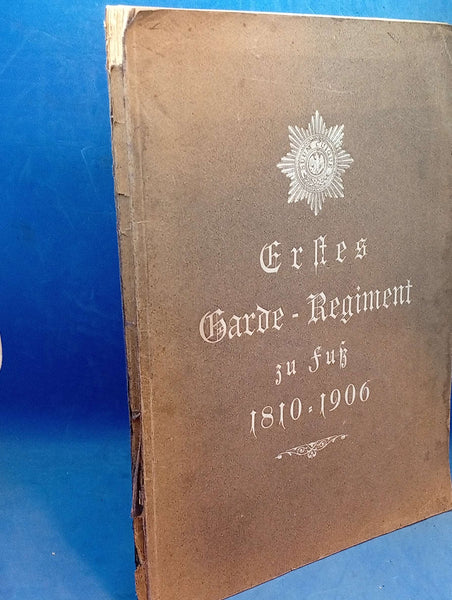 Erstes
Garde-Regiment
zu Fuß
1810-1906